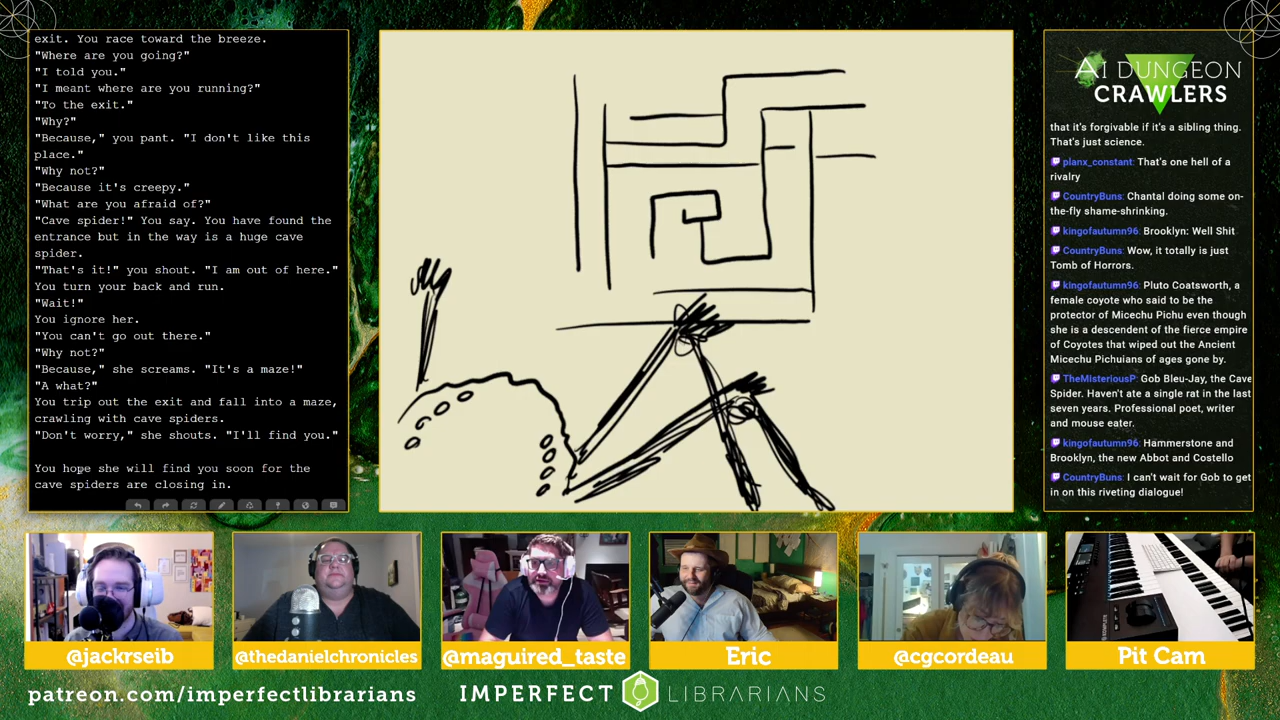 exit. You race toward the breeze.
"Where are you going?"
"I told you."
"I meant where are you running?"
"To the exit."
"Why?"
"Because," you pant. "I don't like this
place."
"Why not?"
"Because it's creepy."
"What are you afraid of?"
"Cave spider!" You say. You have found the
entrance but in the way is a huge cave
spider.
"That's it!" you shout. "I am out of here."
You turn your back and run.
"Wait!"
You ignore her.
"You can't go out there."
"Why not?"
"Because," she screams. "It's a maze!"
"A what?"
You trip out the exit and fall into a maze,
crawling with cave spiders.
"Don't worry," she shouts. "I'll find you."
You hope she will find you soon for the
cave spiders are closing in.
AI DUNGEON
CRAWLERS
that it's forgivable if it's a sibling thing.
That's just science.
planx_constant: That's one hell of a
rivalry
CountryBuns: Chantal doing some on-
the-fly shame-shrinking.
kingofautumn96: Brooklyn: Well Shit
CountryBuns: Wow, it totally is just
Tomb of Horrors.
kingofautumn96: Pluto Coatsworth, a
female coyote who said to be the
protector of Micechu Pichu even though
she is a descendent of the fierce empire
of Coyotes that wiped out the Ancient
Micechu Pichuians of ages gone by.
TheMisteriousP: Gob Bleu-Jay, the Cave
Spider. Haven't ate a single rat in the last
seven years. Professional poet, writer
and mouse eater.
kingofautumn96: Hammerstone and
Brooklyn, the new Abbot and Costello
CountryBuns: I can't wait for Gob to get
in on this riveting dialogue!
@jackrseib
@thedanielchronicles
@maguired_taste
Eric
@cgcordeau
Pit Cam
patreon.com/imperfectlibrarians
IMPERFECT LIBRARIANS